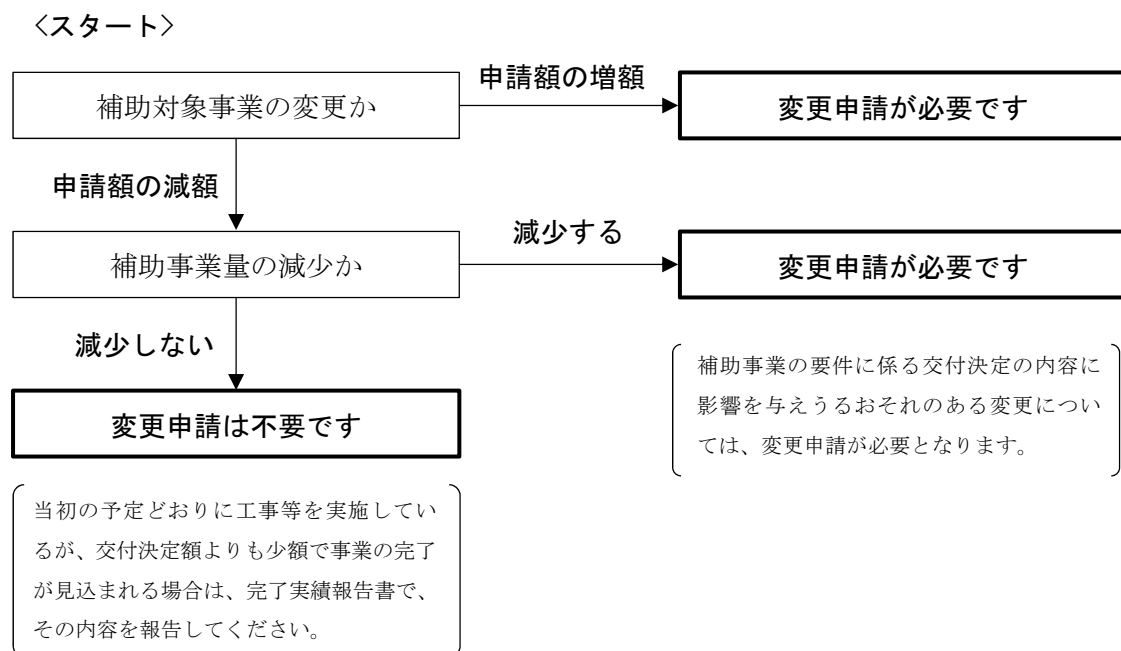 〈スタート〉
申請額の増額
補助対象事業の変更か
変更申請が必要です
申請額の減額
減少する
補助事業量の減少か
変更申請が必要です
減少しない
補助事業の要件に係る交付決定の内容に
影響を与えうるおそれのある変更につい
ては、変更申請が必要となります。
変更申請は不要です
当初の予定どおりに工事等を実施してい
るが、交付決定額よりも少額で事業の完了
が見込まれる場合は、完了実績報告書で、
その内容を報告してください。